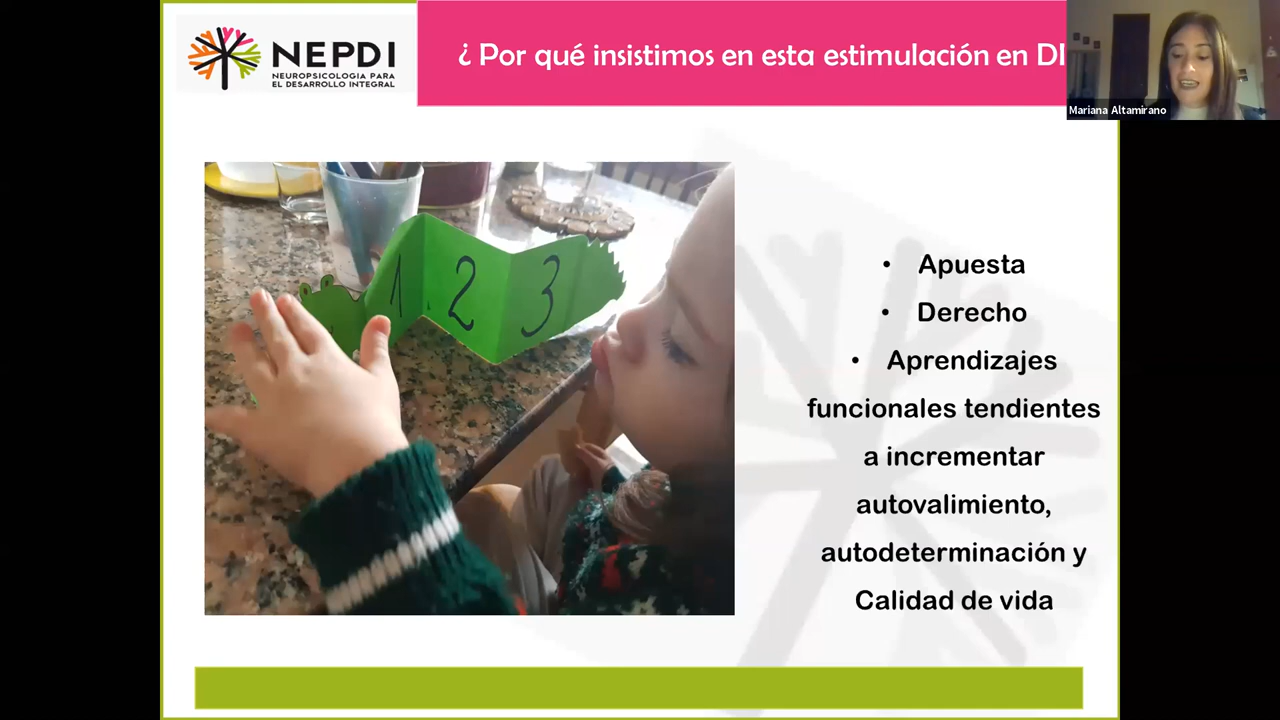 NEPDI
NEUROPSICOLOGÍA PARA
EL DESARROLLO INTEGRAL
¿ Por qué insistimos en esta estimulación en DI
Mariana Altamirano
1 2 3
• Apuesta
• Derecho
• Aprendizajes
funcionales tendientes
a incrementar
autovalimiento,
autodeterminación y
Calidad de vida